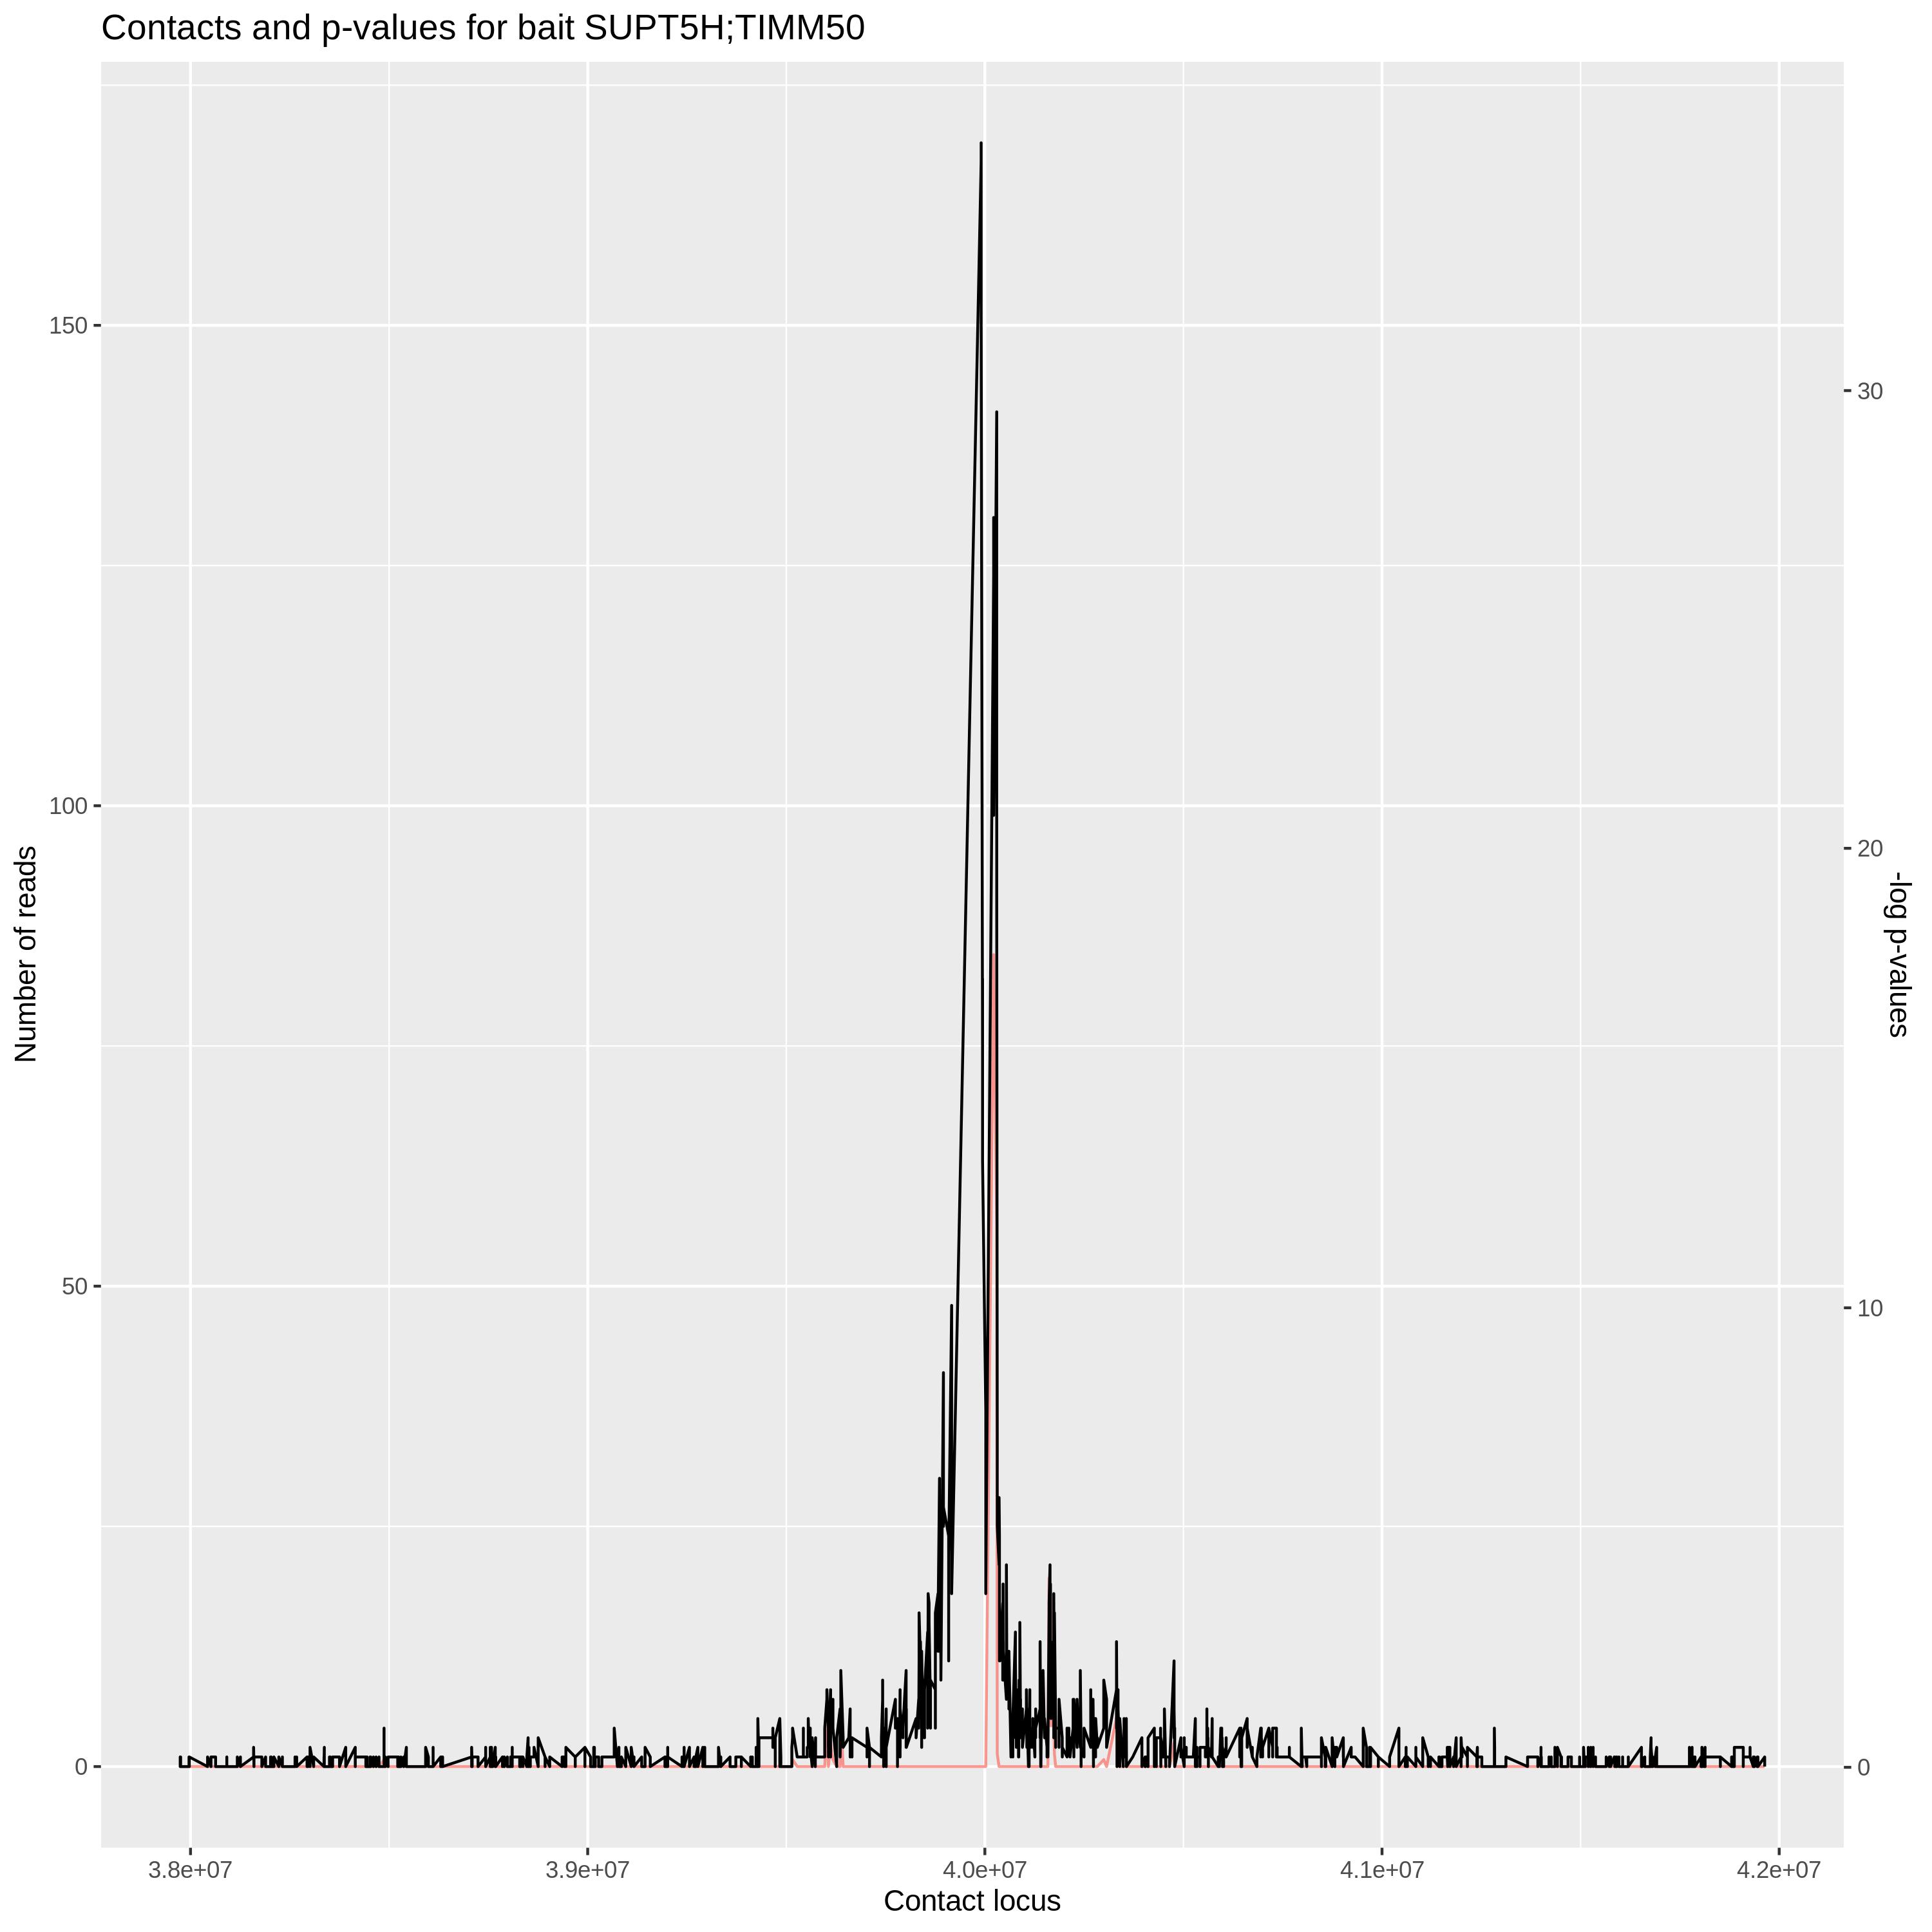 Contacts and p-values for bait SUPT5H;TIMM50
150
100
50
0
Number of reads
30
20
10
0
-log p-values
3.8e+07
3.9e+07
4.0e+07
4.1e+07
4.2e+07
Contact locus